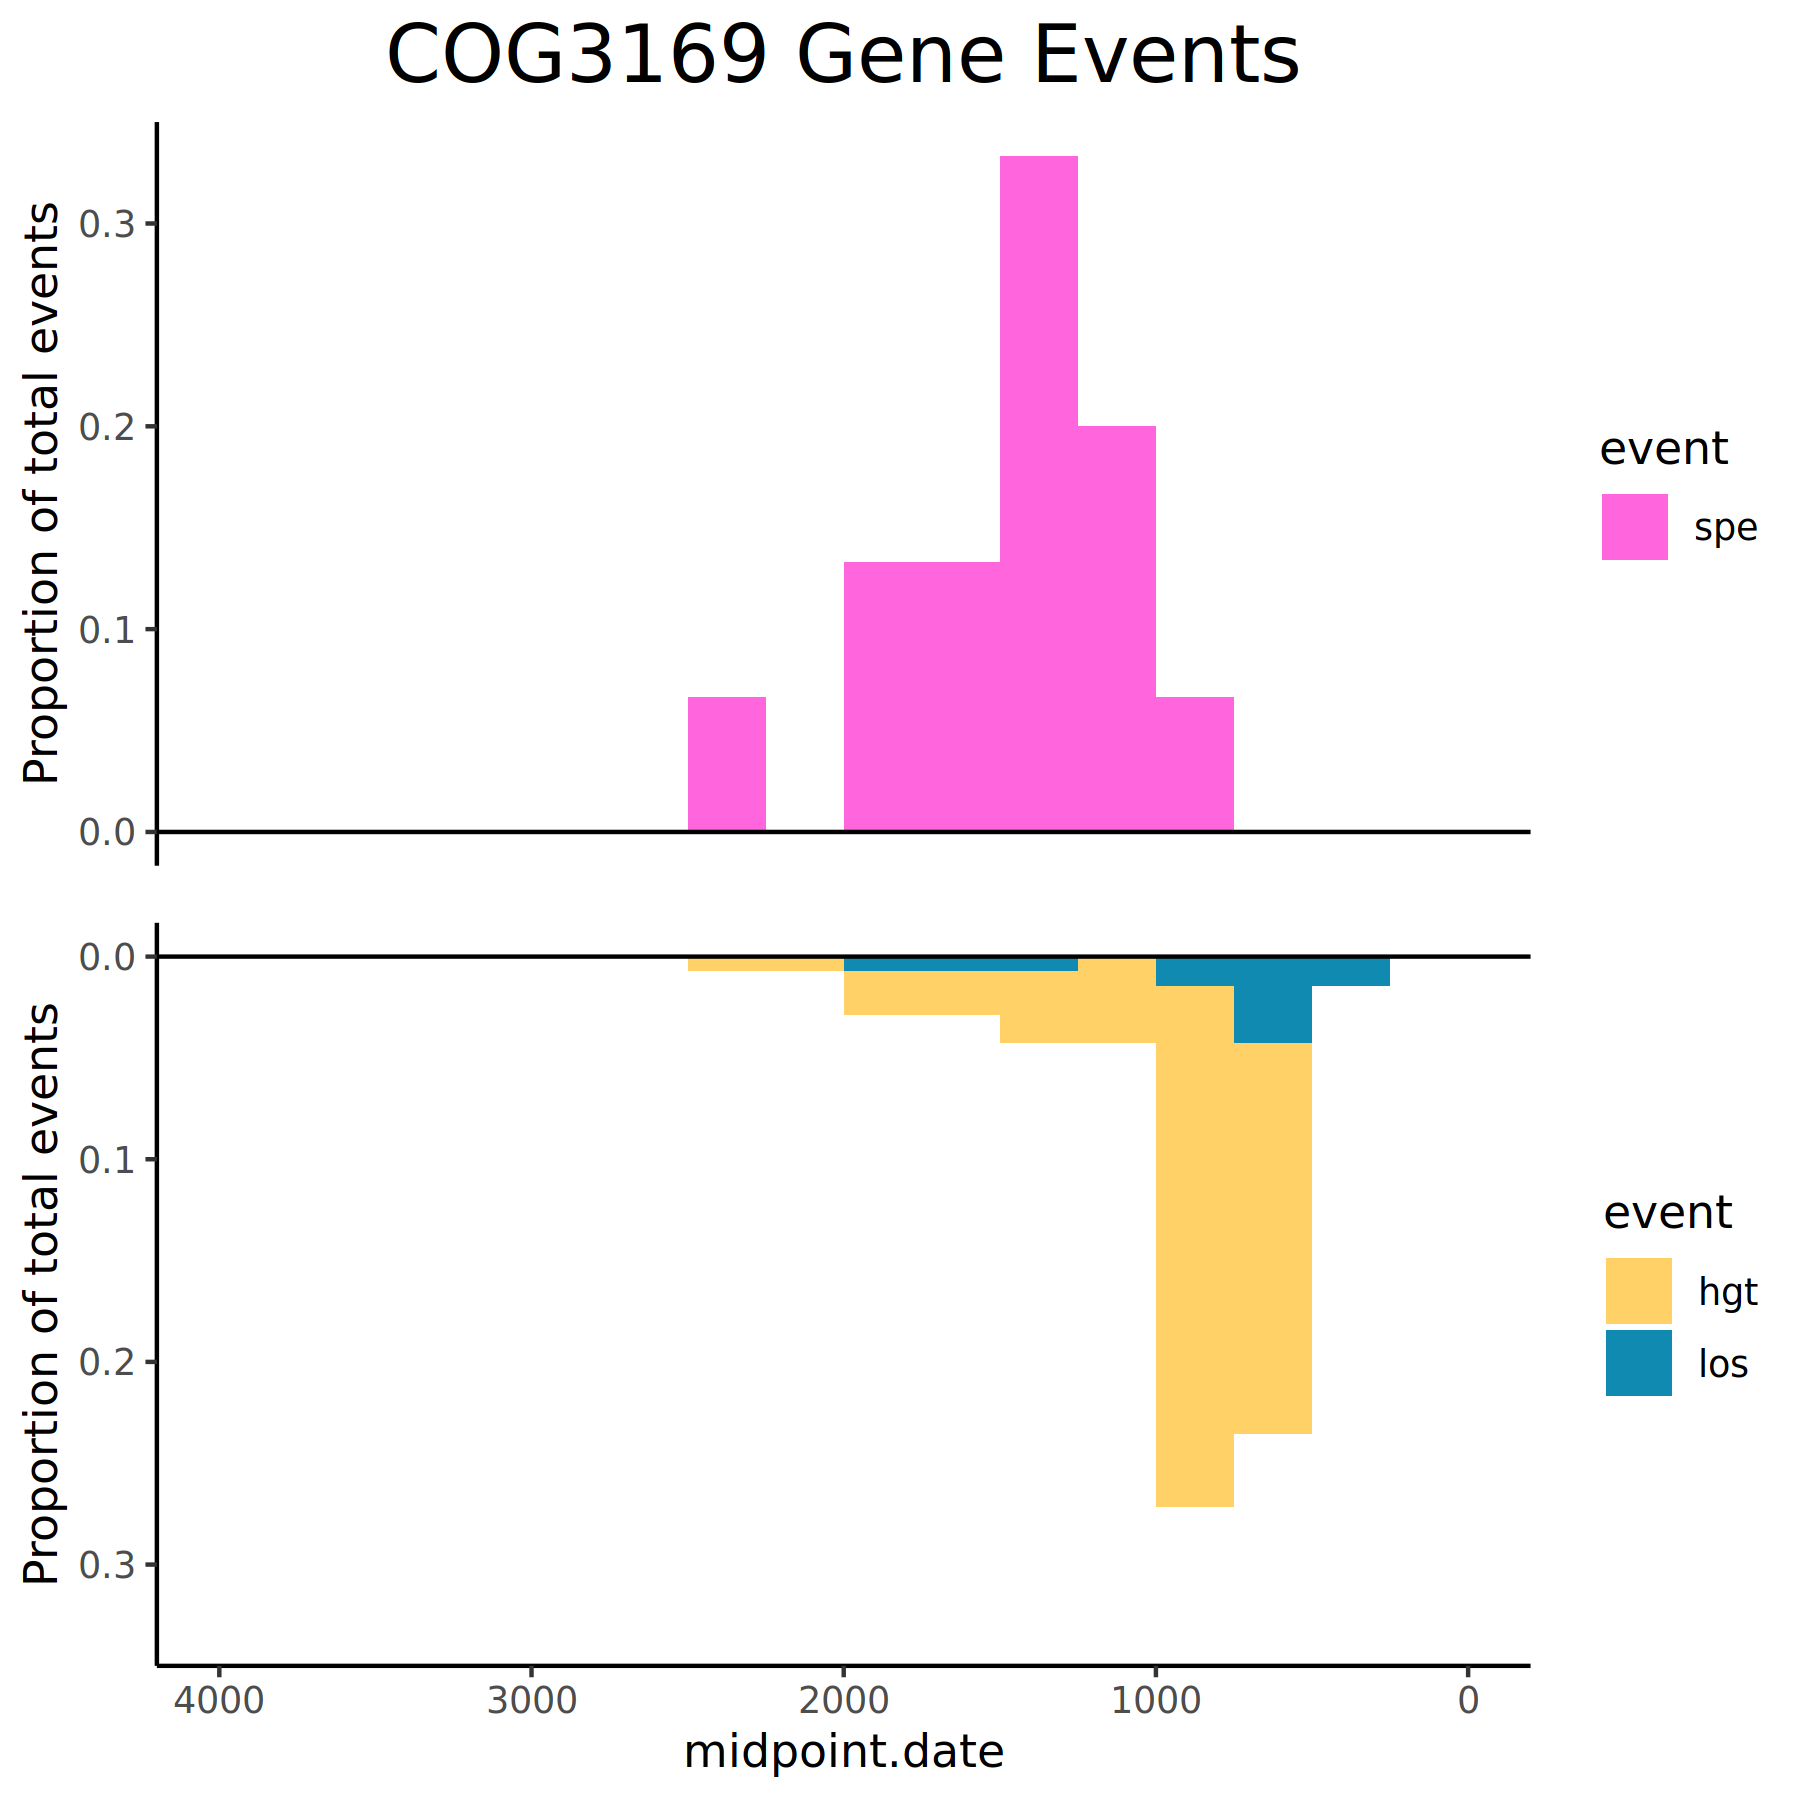 COG3169 Gene Events
Proportion of total events
0.3
0.2
0.1
0.0
event
spe
Proportion of total events
0.0
0.1
0.2
0.3
event
hgt
los
4000 3000 2000 1000 0
midpoint.date